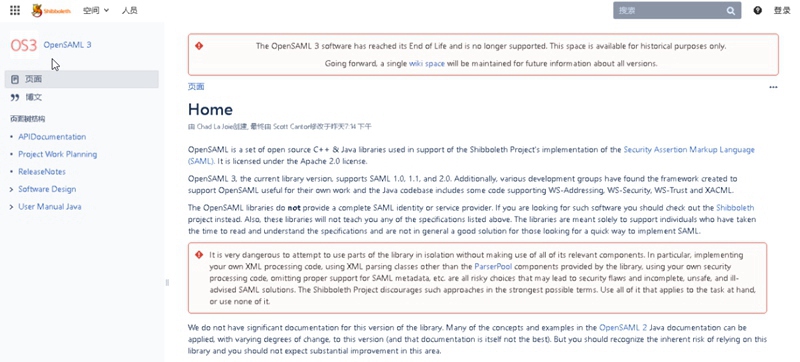 Shibboleth 空间 人员 搜索 登录
OS3 OpenSAML 3
页面
博文
页面树结构
APIDocumentation
Project Work Planning
ReleaseNotes
Software Design
User Manual Java
The OpenSAML 3 software has reached its End of Life and is no longer supported. This space is available for historical purposes only.
Going forward, a single wiki space will be maintained for future information about all versions.
页面
Home
由 Chad La Joie创建, 最终由 Scott Cantor修改于昨天7:14 下午
OpenSAML is a set of open source C++ & Java libraries used in support of the Shibboleth Project's implementation of the Security Assertion Markup Language
(SAML). It is licensed under the Apache 2.0 license.
OpenSAML 3, the current library version, supports SAML 1.0, 1.1, and 2.0. Additionally, various development groups have found the framework created to
support OpenSAML useful for their own work and the Java codebase includes some code supporting WS-Addressing, WS-Security, WS-Trust and XACML.
The OpenSAML libraries do not provide a complete SAML identity or service provider. If you are looking for such software you should check out the Shibboleth
project instead. Also, these libraries will not teach you any of the specifications listed above. The libraries are meant solely to support individuals who have taken
the time to read and understand the specifications and are not in general a good solution for those looking for a quick way to implement SAML.
It is very dangerous to attempt to use parts of the library in isolation without making use of all of its relevant components. In particular, implementing
your own XML processing code, using XML parsing classes other than the ParserPool components provided by the library, using your own security
processing code, omitting proper support for SAML metadata, etc. are all risky choices that may lead to security flaws and incomplete, unsafe, and ill-
advised SAML solutions. The Shibboleth Project discourages such approaches in the strongest possible terms. Use all of it that applies to the task at hand,
or use none of it.
We do not have significant documentation for this version of the library. Many of the concepts and examples in the OpenSAML 2 Java documentation can be
applied, with varying degrees of change, to this version (and that documentation is itself not the best). But you should recognize the inherent risk of relying on this
library and you should not expect substantial improvement in this area.